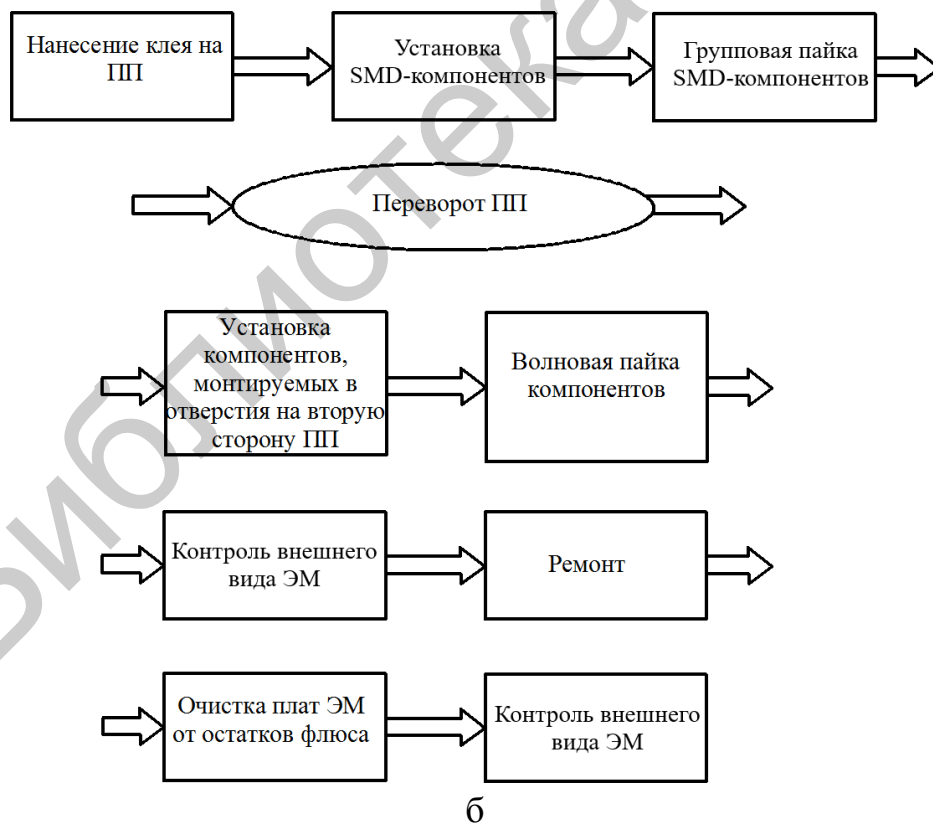 Нанесение клея на
ПП
Установка
SMD-компонентов
Групповая пайка
SMD-компонентов
Переворот ПП
Установка
компонентов,
монтируемых в
отверстия на вторую
сторону ПП
Волновая пайка
компонентов
Контроль внешнего
вида ЭМ
Ремонт
Очистка плат ЭМ
от остатков флюса
Контроль внешнего
вида ЭМ
б
Библиотека